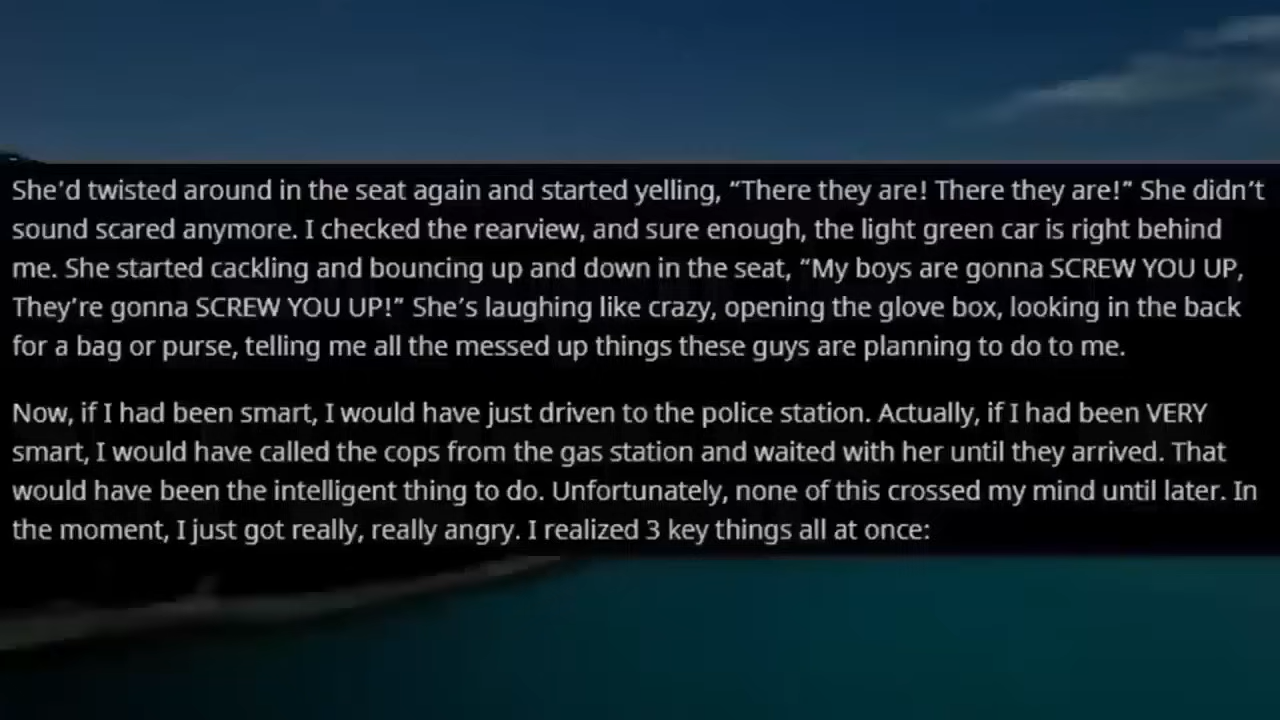 She’d twisted around in the seat again and started yelling, “There they are! There they are!” She didn’t
sound scared anymore. I checked the rearview, and sure enough, the light green car is right behind
me. She started cackling and bouncing up and down in the seat, “My boys are gonna SCREW YOU UP,
They’re gonna SCREW YOU UP!” She’s laughing like crazy, opening the glove box, looking in the back
for a bag or purse, telling me all the messed up things these guys are planning to do to me.
Now, if I had been smart, I would have just driven to the police station. Actually, if I had been VERY
smart, I would have called the cops from the gas station and waited with her until they arrived. That
would have been the intelligent thing to do. Unfortunately, none of this crossed my mind until later. In
the moment, I just got really, really angry. I realized 3 key things all at once: